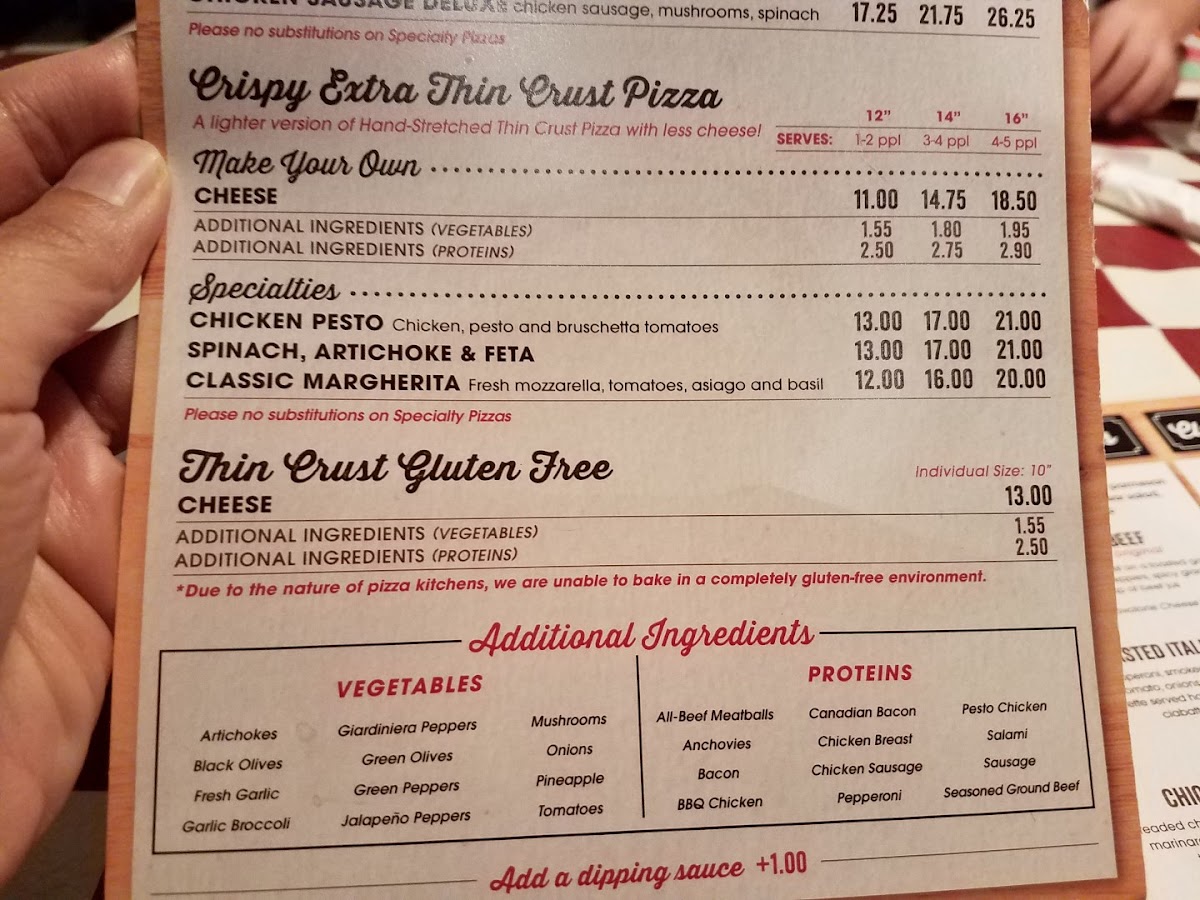 CHICKEN SAUSAGE DELUXE chicken sausage, mushrooms, spinach 17.25 21.75 26.25
Please no substitutions on Specialty Pizzas
Crispy Extra Thin Crust Pizza
12" 14" 16"
A lighter version of Hand-Stretched Thin Crust Pizza with less cheese! SERVES: 1-2 ppl 3-4 ppl 4-5 ppl
Make Your Own
CHEESE 11.00 14.75 18.50
ADDITIONAL INGREDIENTS (VEGETABLES) 1.55 1.80 1.95
ADDITIONAL INGREDIENTS (PROTEINS) 2.50 2.75 2.90
Specialties
CHICKEN PESTO Chicken, pesto and bruschetta tomatoes 13.00 17.00 21.00
SPINACH, ARTICHOKE & FETA 13.00 17.00 21.00
CLASSIC MARGHERITA Fresh mozzarella, tomatoes, asiago and basil 12.00 16.00 20.00
Please no substitutions on Specialty Pizzas
Thin Crust Gluten Free Individual Size: 10"
CHEESE 13.00
ADDITIONAL INGREDIENTS (VEGETABLES) 1.55
ADDITIONAL INGREDIENTS (PROTEINS) 2.50
*Due to the nature of pizza kitchens, we are unable to bake in a completely gluten-free environment.
Additional Ingredients
VEGETABLES
Artichokes Giardiniera Peppers Mushrooms
Black Olives Green Olives Onions
Fresh Garlic Green Peppers Pineapple
Garlic Broccoli Jalapeño Peppers Tomatoes
PROTEINS
All-Beef Meatballs Canadian Bacon Pesto Chicken
Anchovies Chicken Breast Salami
Bacon Chicken Sausage Sausage
BBQ Chicken Pepperoni Seasoned Ground Beef
Add a dipping sauce +1.00